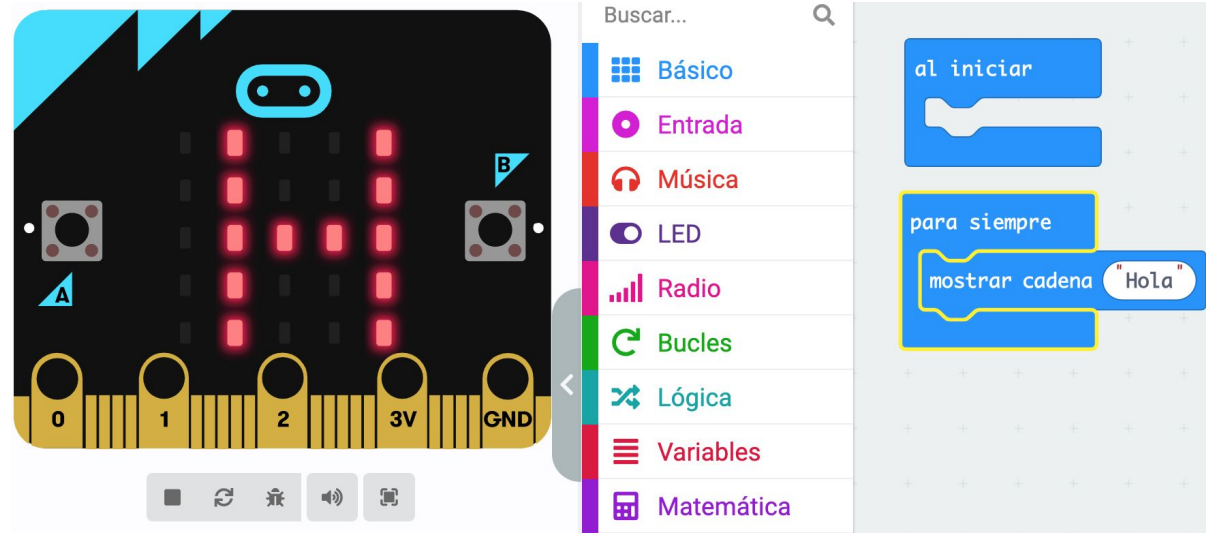 B
A
0 1 2 3V GND
Buscar...
Básico
Entrada
Música
LED
Radio
Bucles
Lógica
Variables
Matemática
al iniciar
para siempre
mostrar cadena "Hola"